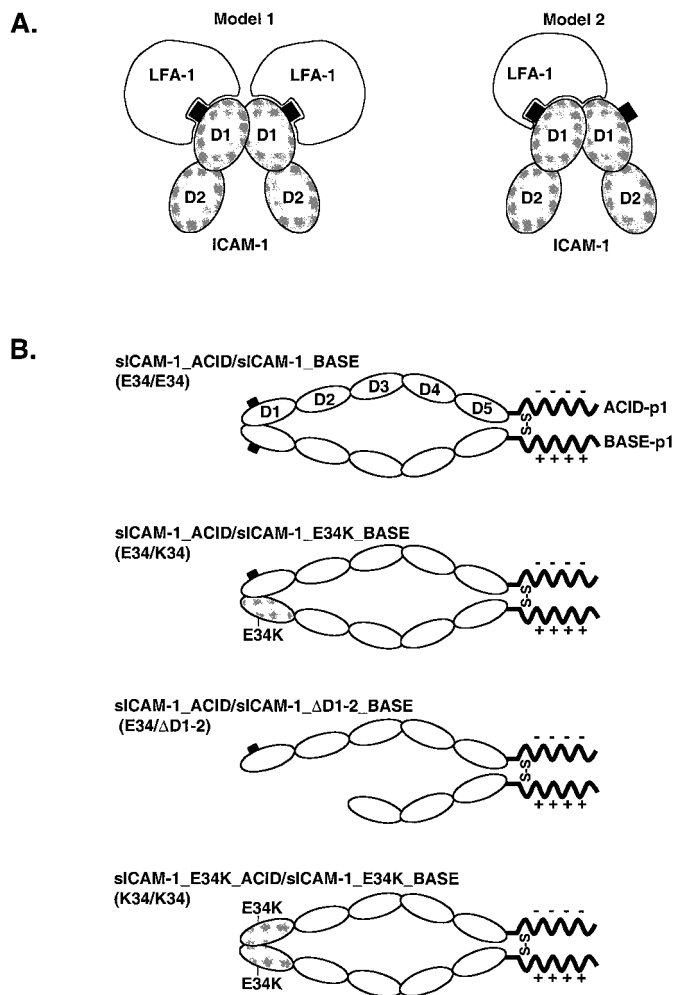 A.
Model 1
Model 2
LFA-1
LFA-1
LFA-1
D1
D1
D1
D1
D2
D2
D2
D2
ICAM-1
ICAM-1
B.
sICAM-1_ACID/sICAM-1_BASE
(E34/E34)
D1
D2
D3
D4
D5
- - - -
ACID-p1
S-S
BASE-p1
+ + + +
sICAM-1_ACID/sICAM-1_E34K_BASE
(E34/K34)
- - - -
S-S
E34K
+ + + +
sICAM-1_ACID/sICAM-1_ΔD1-2_BASE
(E34/ΔD1-2)
- - - -
S-S
+ + + +
sICAM-1_E34K_ACID/sICAM-1_E34K_BASE
(K34/K34)
E34K
- - - -
S-S
E34K
+ + + +